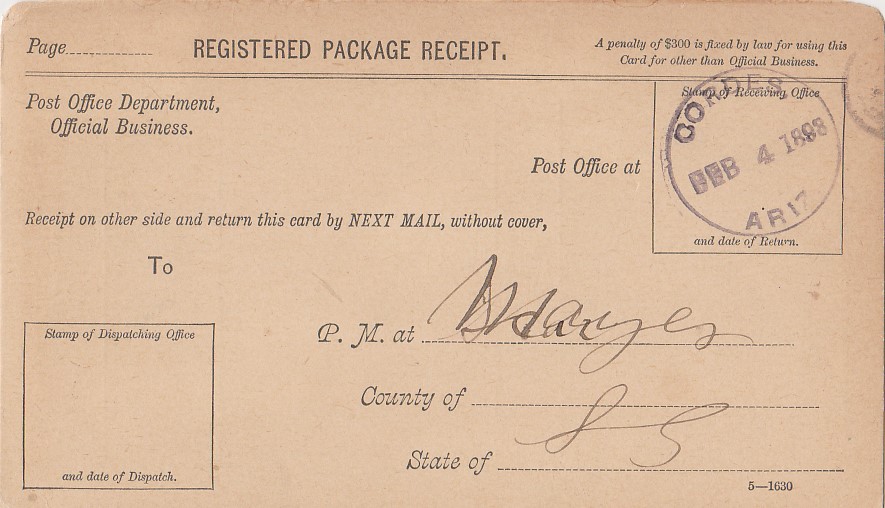 Page............ REGISTERED PACKAGE RECEIPT.
A penalty of $300 is fixed by law for using this
Card for other than Official Business.
Post Office Department,
Official Business.
Stamp of Receiving Office
CORDES
FEB 4 1898
ARIZ
and date of Return.
Post Office at
Receipt on other side and return this card by NEXT MAIL, without cover,
To
Stamp of Dispatching Office
and date of Dispatch.
P. M. at
County of
State of
5—1630